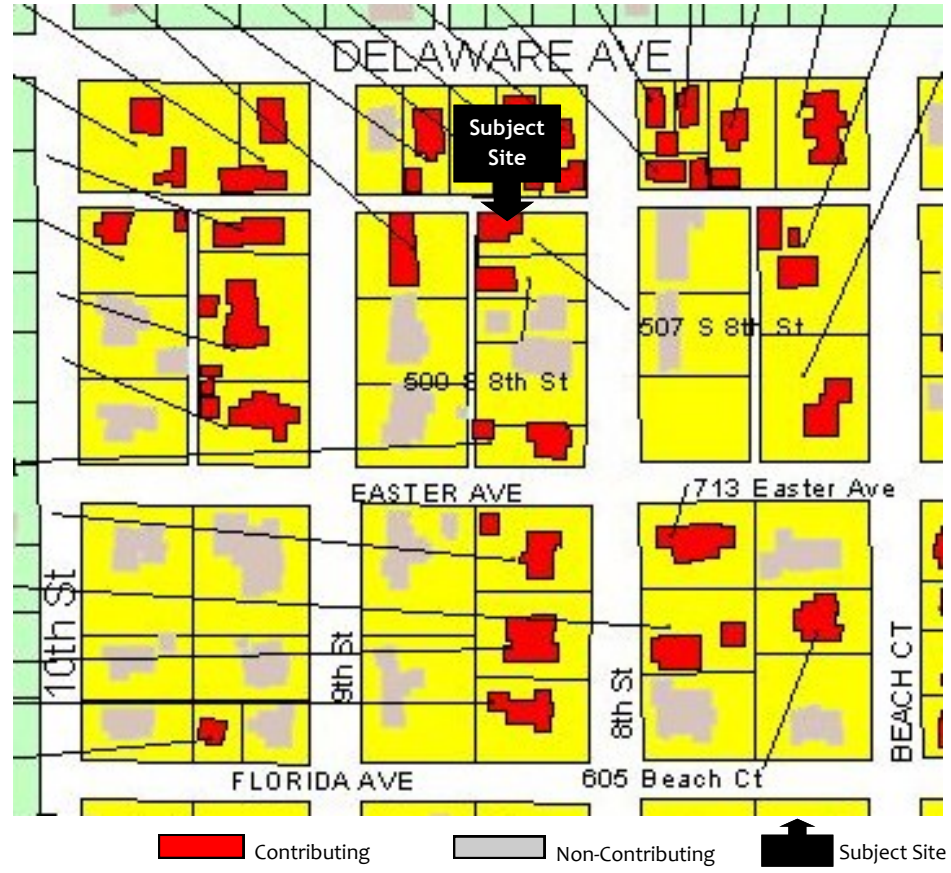 DELAWARE AVE
Subject
Site
507 S 8th St
500 S 8th St
EASTER AVE
713 Easter Ave
10th St
9th St
8th St
BEACH CT
FLORIDA AVE
605 Beach Ct
Contributing
Non-Contributing
Subject Site